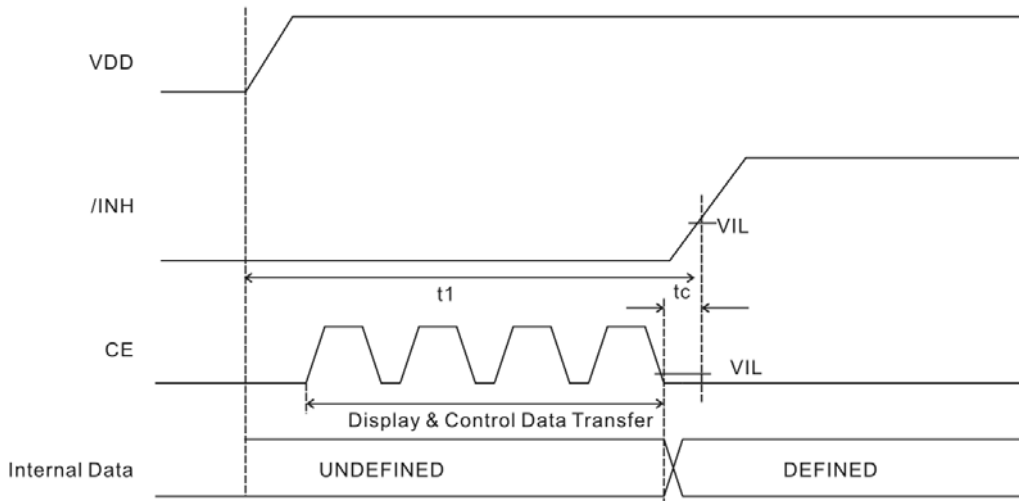 VDD
/INH
VIL
t1
tc
CE
VIL
Display & Control Data Transfer
Internal Data
UNDEFINED
DEFINED